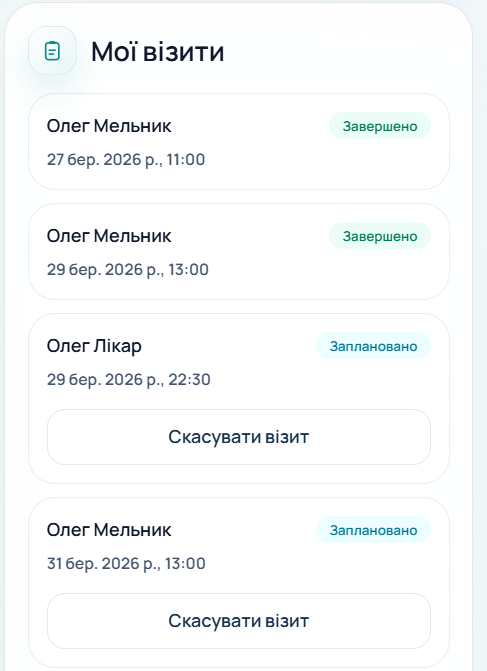 Мої візити
Олег Мельник
Завершено
27 бер. 2026 р., 11:00
Олег Мельник
Завершено
29 бер. 2026 р., 13:00
Олег Лікар
Заплановано
29 бер. 2026 р., 22:30
Скасувати візит
Олег Мельник
Заплановано
31 бер. 2026 р., 13:00
Скасувати візит